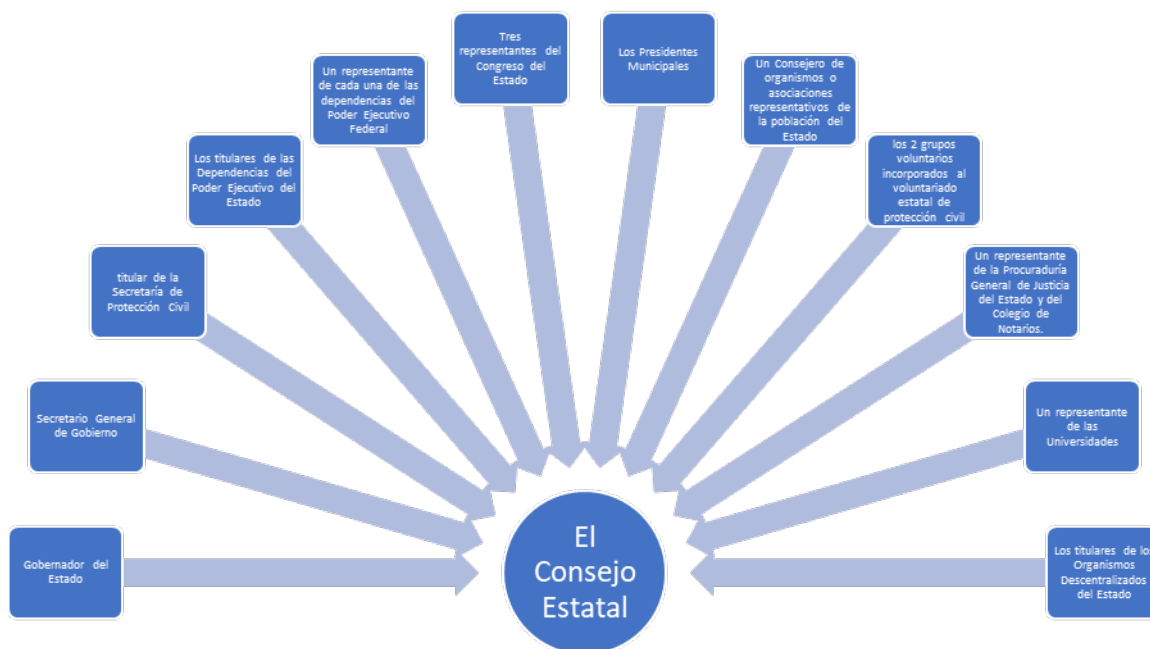 Gobernador del
Estado
Secretario General
de Gobierno
titular de la
Secretaría de
Protección Civil
Los titulares de las
Dependencias del
Poder Ejecutivo del
Estado
Un representante
de cada una de las
dependencias del
Poder Ejecutivo
Federal
Tres
representantes del
Congreso del
Estado
Los Presidentes
Municipales
Un Consejero de
organismos o
asociaciones
representativos de
la población del
Estado
los 2 grupos
voluntarios
incorporados al
voluntariado
estatal de
protección civil
Un representante
de la Procuraduría
General de Justicia
del Estado y del
Colegio de
Notarios.
Un representante
de las
Universidades
Los titulares de los
Organismos
Descentralizados
del Estado
El
Consejo
Estatal